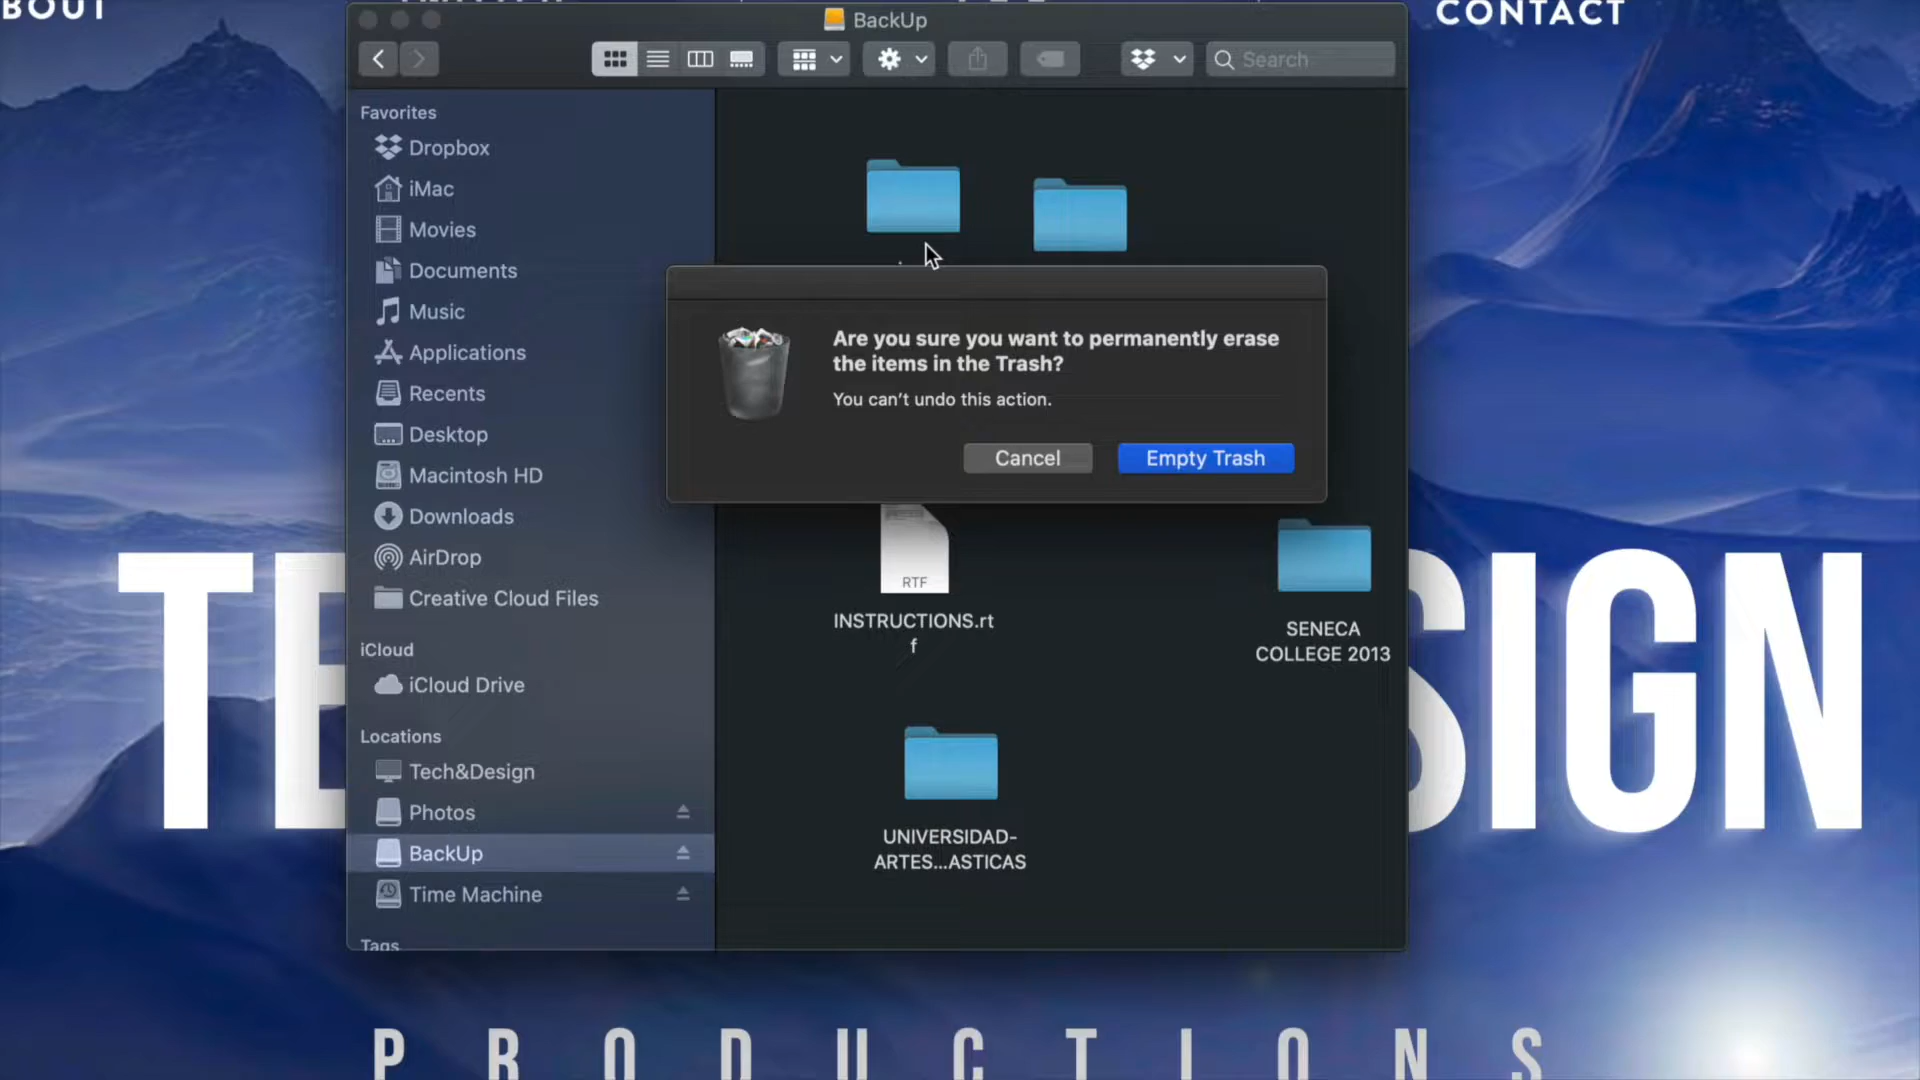 BOUT
CONTACT
BackUp
Search
Favorites
Dropbox
iMac
Movies
Documents
Music
Applications
Recents
Desktop
Macintosh HD
Downloads
AirDrop
Creative Cloud Files
iCloud
iCloud Drive
Locations
Tech&Design
Photos
BackUp
Time Machine
Tags
Are you sure you want to permanently erase
the items in the Trash?
You can’t undo this action.
Cancel
Empty Trash
RTF
INSTRUCTIONS.rt
f
SENECA
COLLEGE 2013
UNIVERSIDAD-
ARTES...ASTICAS
TE
SIGN
PRODUCTIONS